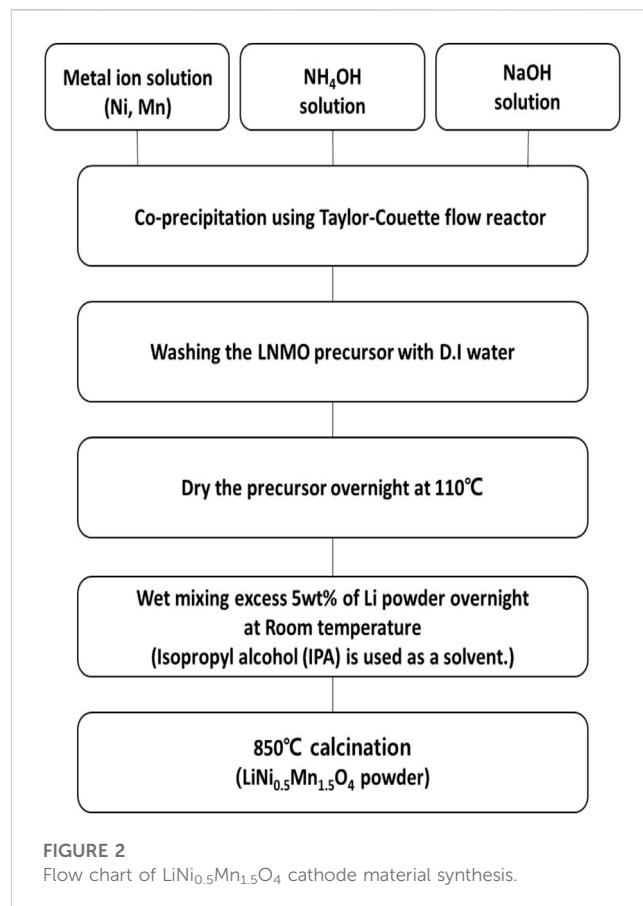 Metal ion solution
(Ni, Mn)
NH₄OH
solution
NaOH
solution
Co-precipitation using Taylor-Couette flow reactor
Washing the LNMO precursor with D.I water
Dry the precursor overnight at 110℃
Wet mixing excess 5wt% of Li powder overnight
at Room temperature
(Isopropyl alcohol (IPA) is used as a solvent.)
850℃ calcination
(LiNi₀.₅Mn₁.₅O₄ powder)
FIGURE 2
Flow chart of LiNi₀.₅Mn₁.₅O₄ cathode material synthesis.